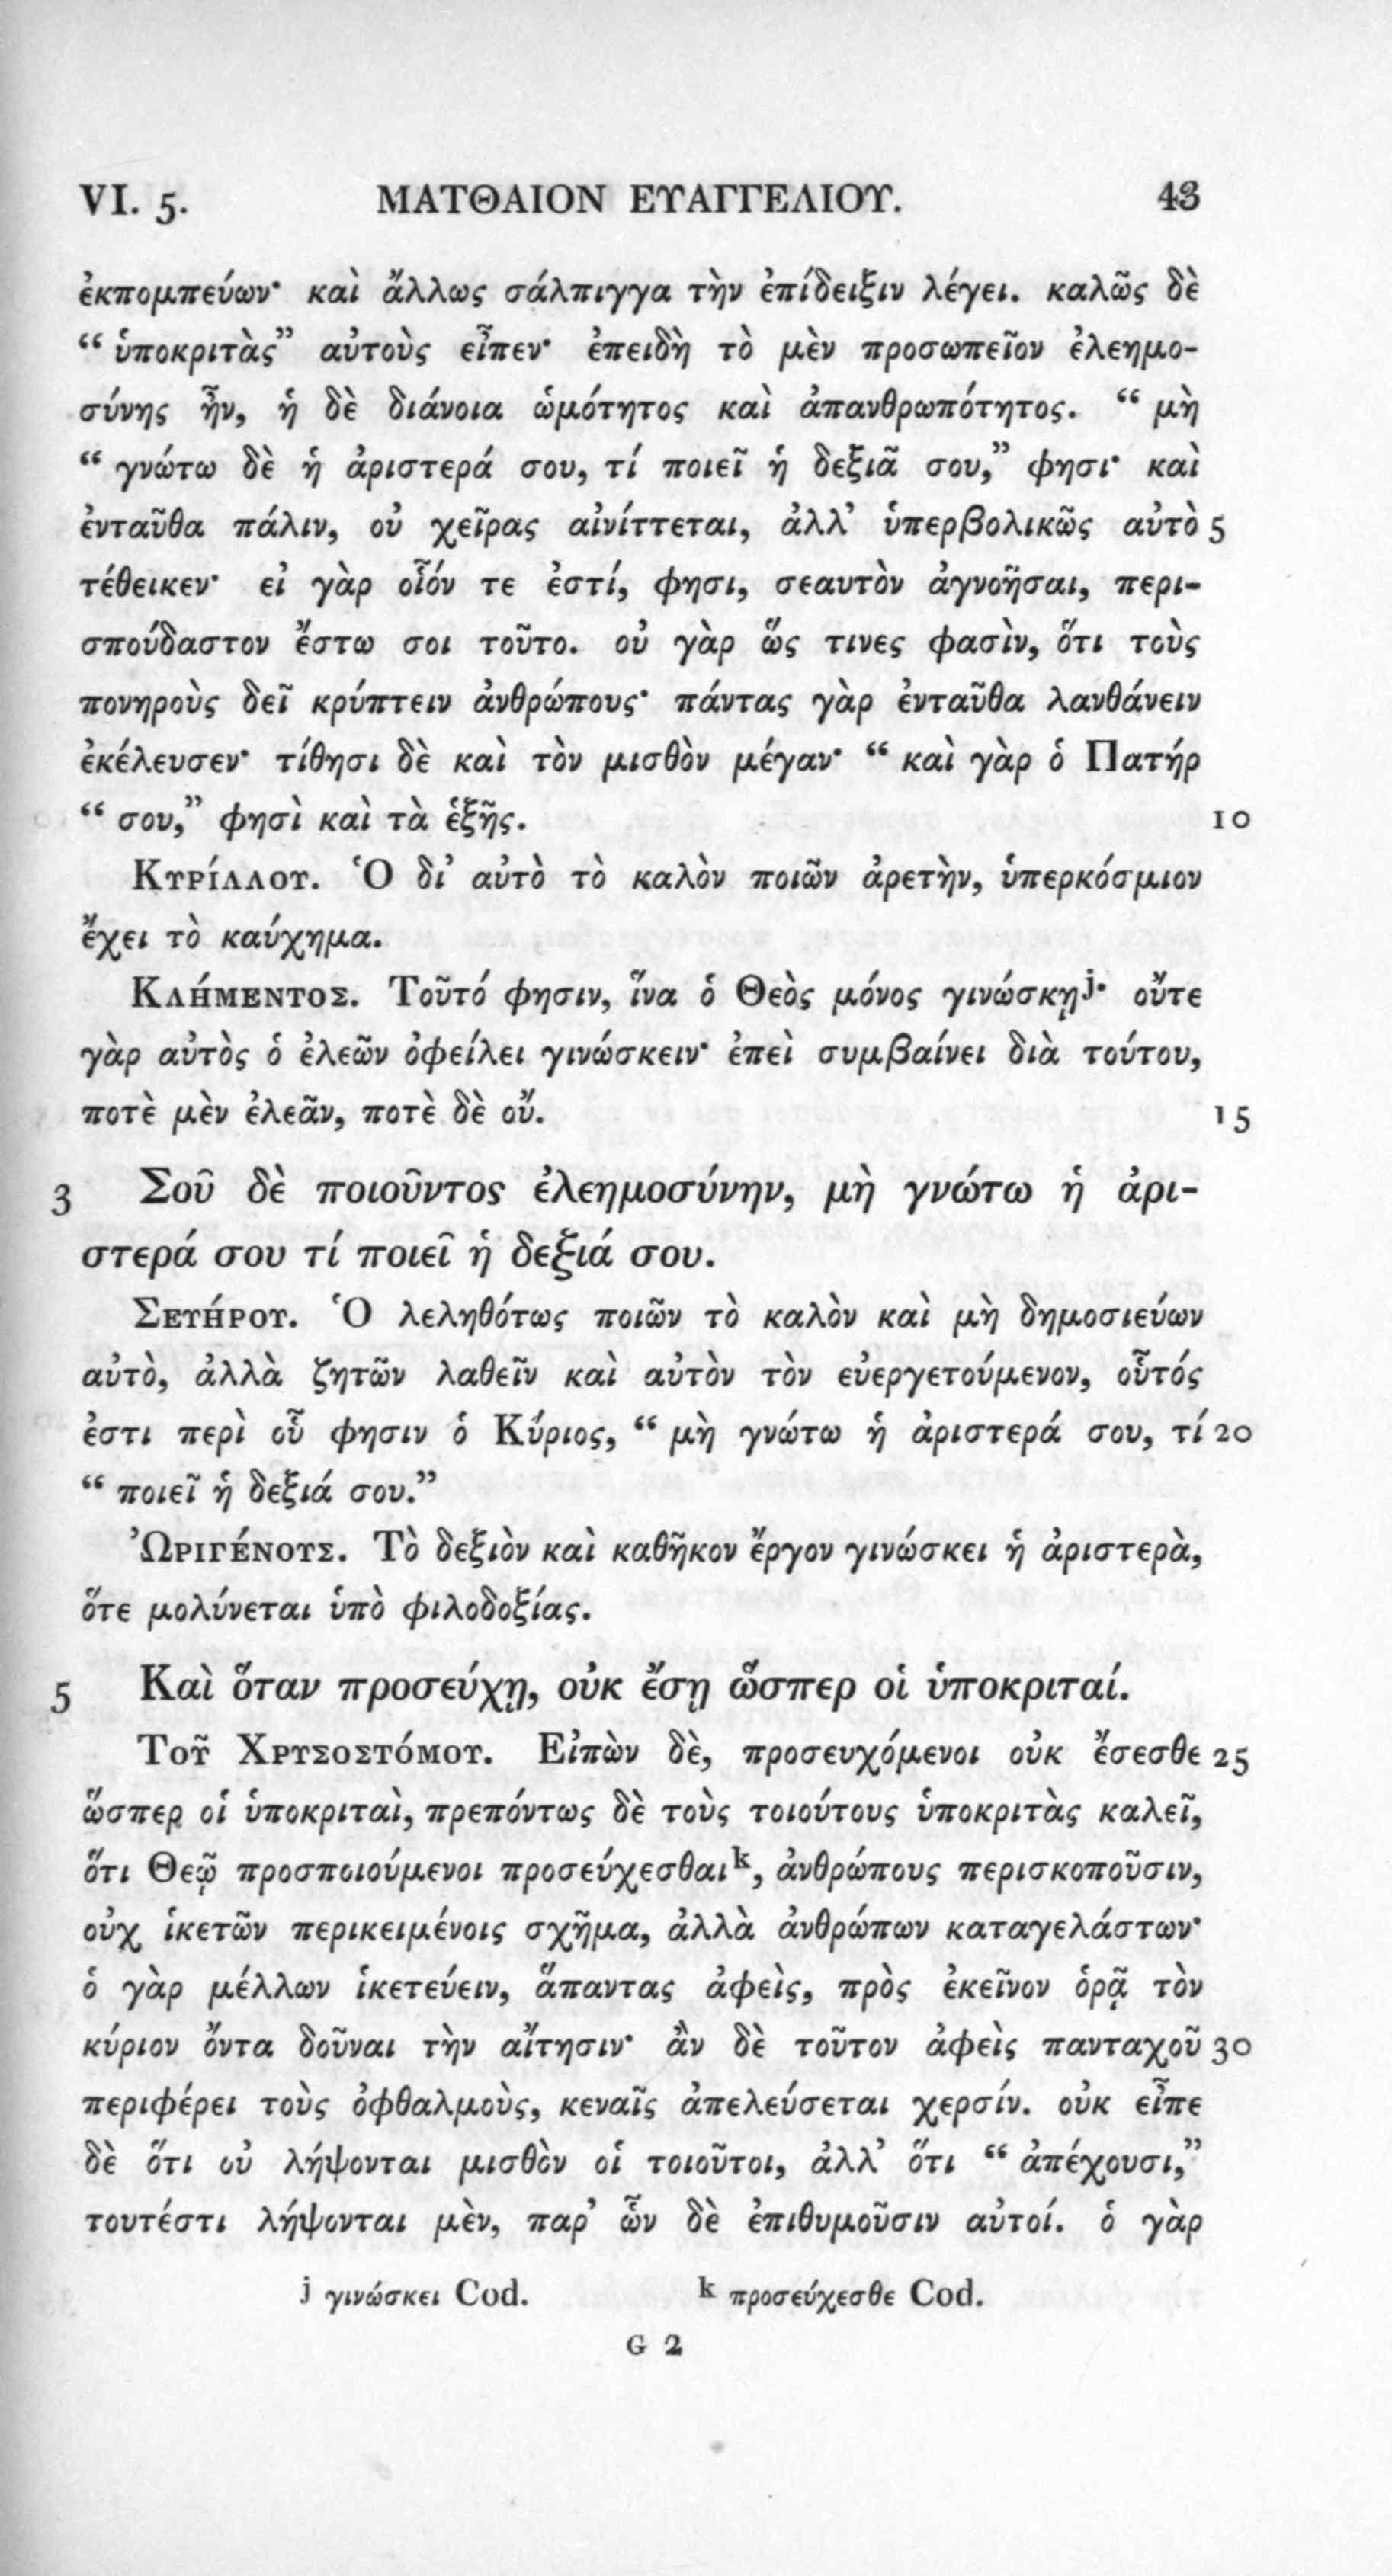 VI. 5. ΜΑΤΘΑΙΟΝ ΕΥΑΓΓΕΛΙΟΥ. 43
ἐκπομπεύων· καὶ ἄλλως σάλπιγγα τὴν ἐπίδειξιν λέγει. καλῶς δὲ
“ ὑποκριτὰς” αὐτοὺς εἶπεν· ἐπειδὴ τὸ μὲν προσωπεῖον ἐλεημο-
σύνης ἦν, ἡ δὲ διάνοια ὠμότητος καὶ ἀπανθρωπότητος. “ μὴ
“ γνώτω δὲ ἡ ἀριστερά σου, τί ποιεῖ ἡ δεξιᾶ σου,” φησι· καὶ
ἐνταῦθα πάλιν, οὐ χεῖρας αἰνίττεται, ἀλλ’ ὑπερβολικῶς αὐτὸ 5
τέθεικεν· εἰ γὰρ οἷόν τε ἐστί, φησι, σεαυτὸν ἀγνοῆσαι, περι-
σπούδαστον ἔστω σοι τοῦτο. οὐ γὰρ ὥς τινες φασὶν, ὅτι τοὺς
πονηροὺς δεῖ κρύπτειν ἀνθρώπους· πάντας γὰρ ἐνταῦθα λανθάνειν
ἐκέλευσεν· τίθησι δὲ καὶ τὸν μισθὸν μέγαν· “ καὶ γὰρ ὁ Πατήρ
“ σου,” φησὶ καὶ τὰ ἑξῆς. 10
Κυρίλλου. Ὁ δι’ αὐτὸ τὸ καλὸν ποιῶν ἀρετὴν, ὑπερκόσμιον
ἔχει τὸ καύχημα.
Κλήμεντος. Τοῦτό φησιν, ἵνα ὁ Θεὸς μόνος γινώσκῃʲ· οὔτε
γὰρ αὐτὸς ὁ ἐλεῶν ὀφείλει γινώσκειν· ἐπεὶ συμβαίνει διὰ τούτου,
ποτὲ μὲν ἐλεᾶν, ποτὲ δὲ οὔ. 15
3 Σοῦ δὲ ποιοῦντος ἐλεημοσύνην, μὴ γνώτω ἡ ἀρι-
στερά σου τί ποιεῖ ἡ δεξιά σου.
Σευήρου. Ὁ λεληθότως ποιῶν τὸ καλὸν καὶ μὴ δημοσιεύων
αὐτὸ, ἀλλὰ ζητῶν λαθεῖν καὶ αὐτὸν τὸν εὐεργετούμενον, οὗτός
ἐστι περὶ οὗ φησιν ὁ Κύριος, “ μὴ γνώτω ἡ ἀριστερά σου, τί 20
“ ποιεῖ ἡ δεξιά σου.”
Ὠριγένους. Τὸ δεξιὸν καὶ καθῆκον ἔργον γινώσκει ἡ ἀριστερὰ,
ὅτε μολύνεται ὑπὸ φιλοδοξίας.
5 Καὶ ὅταν προσεύχῃ, οὐκ ἔσῃ ὥσπερ οἱ ὑποκριταί.
Τοῦ Χρυσοστόμου. Εἰπὼν δὲ, προσευχόμενοι οὐκ ἔσεσθε 25
ὥσπερ οἱ ὑποκριταὶ, πρεπόντως δὲ τοὺς τοιούτους ὑποκριτὰς καλεῖ,
ὅτι Θεῷ προσποιούμενοι προσεύχεσθαιᵏ, ἀνθρώπους περισκοποῦσιν,
οὐχ ἱκετῶν περικειμένοις σχῆμα, ἀλλὰ ἀνθρώπων καταγελάστων·
ὁ γὰρ μέλλων ἱκετεύειν, ἅπαντας ἀφεὶς, πρὸς ἐκεῖνον ὁρᾷ τὸν
κύριον ὄντα δοῦναι τὴν αἴτησιν· ἂν δὲ τοῦτον ἀφεὶς πανταχοῦ 30
περιφέρει τοὺς ὀφθαλμοὺς, κεναῖς ἀπελεύσεται χερσίν. οὐκ εἶπε
δὲ ὅτι οὐ λήψονται μισθὸν οἱ τοιοῦτοι, ἀλλ’ ὅτι “ ἀπέχουσι,”
τουτέστι λήψονται μὲν, παρ’ ὧν δὲ ἐπιθυμοῦσιν αὐτοί. ὁ γὰρ
ʲ γινώσκει Cod. ᵏ προσεύχεσθε Cod.
G 2